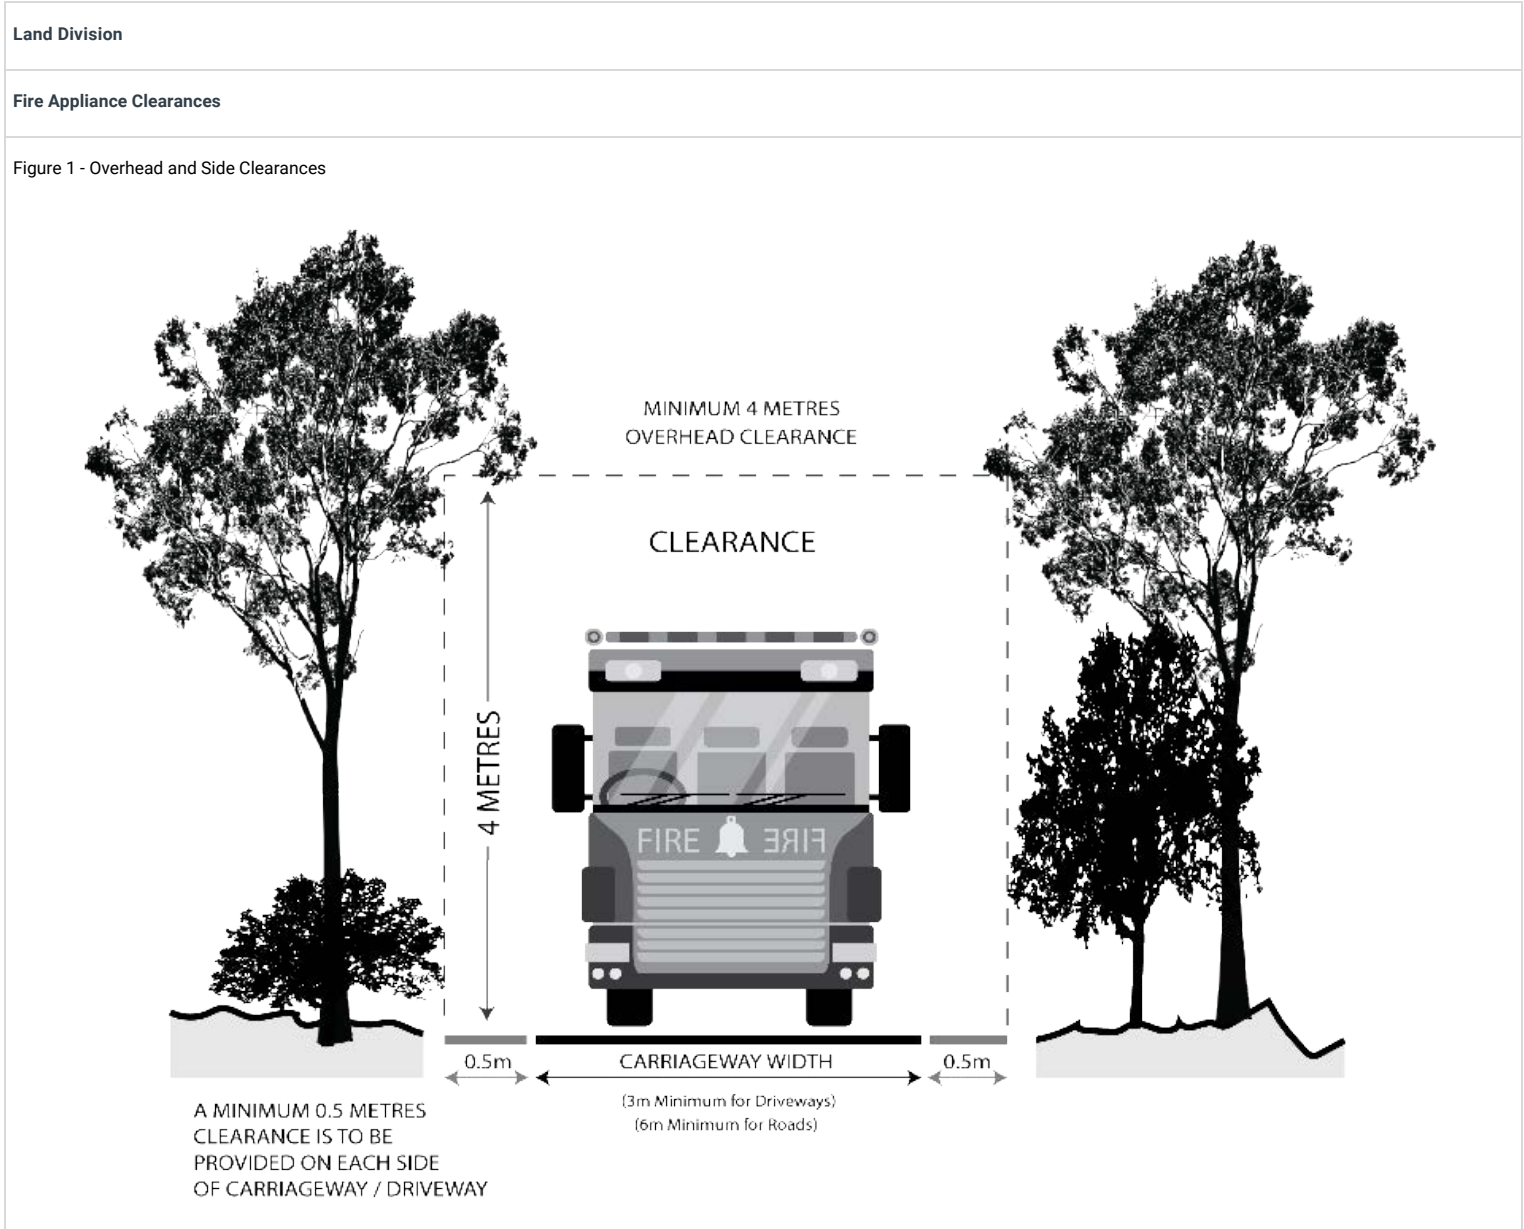 Land Division
Fire Appliance Clearances
Figure 1 - Overhead and Side Clearances
MINIMUM 4 METRES
OVERHEAD CLEARANCE
CLEARANCE
4 METRES
FIRE FIRE
0.5m
CARRIAGEWAY WIDTH
0.5m
(3m Minimum for Driveways)
(6m Minimum for Roads)
A MINIMUM 0.5 METRES
CLEARANCE IS TO BE
PROVIDED ON EACH SIDE
OF CARRIAGEWAY / DRIVEWAY